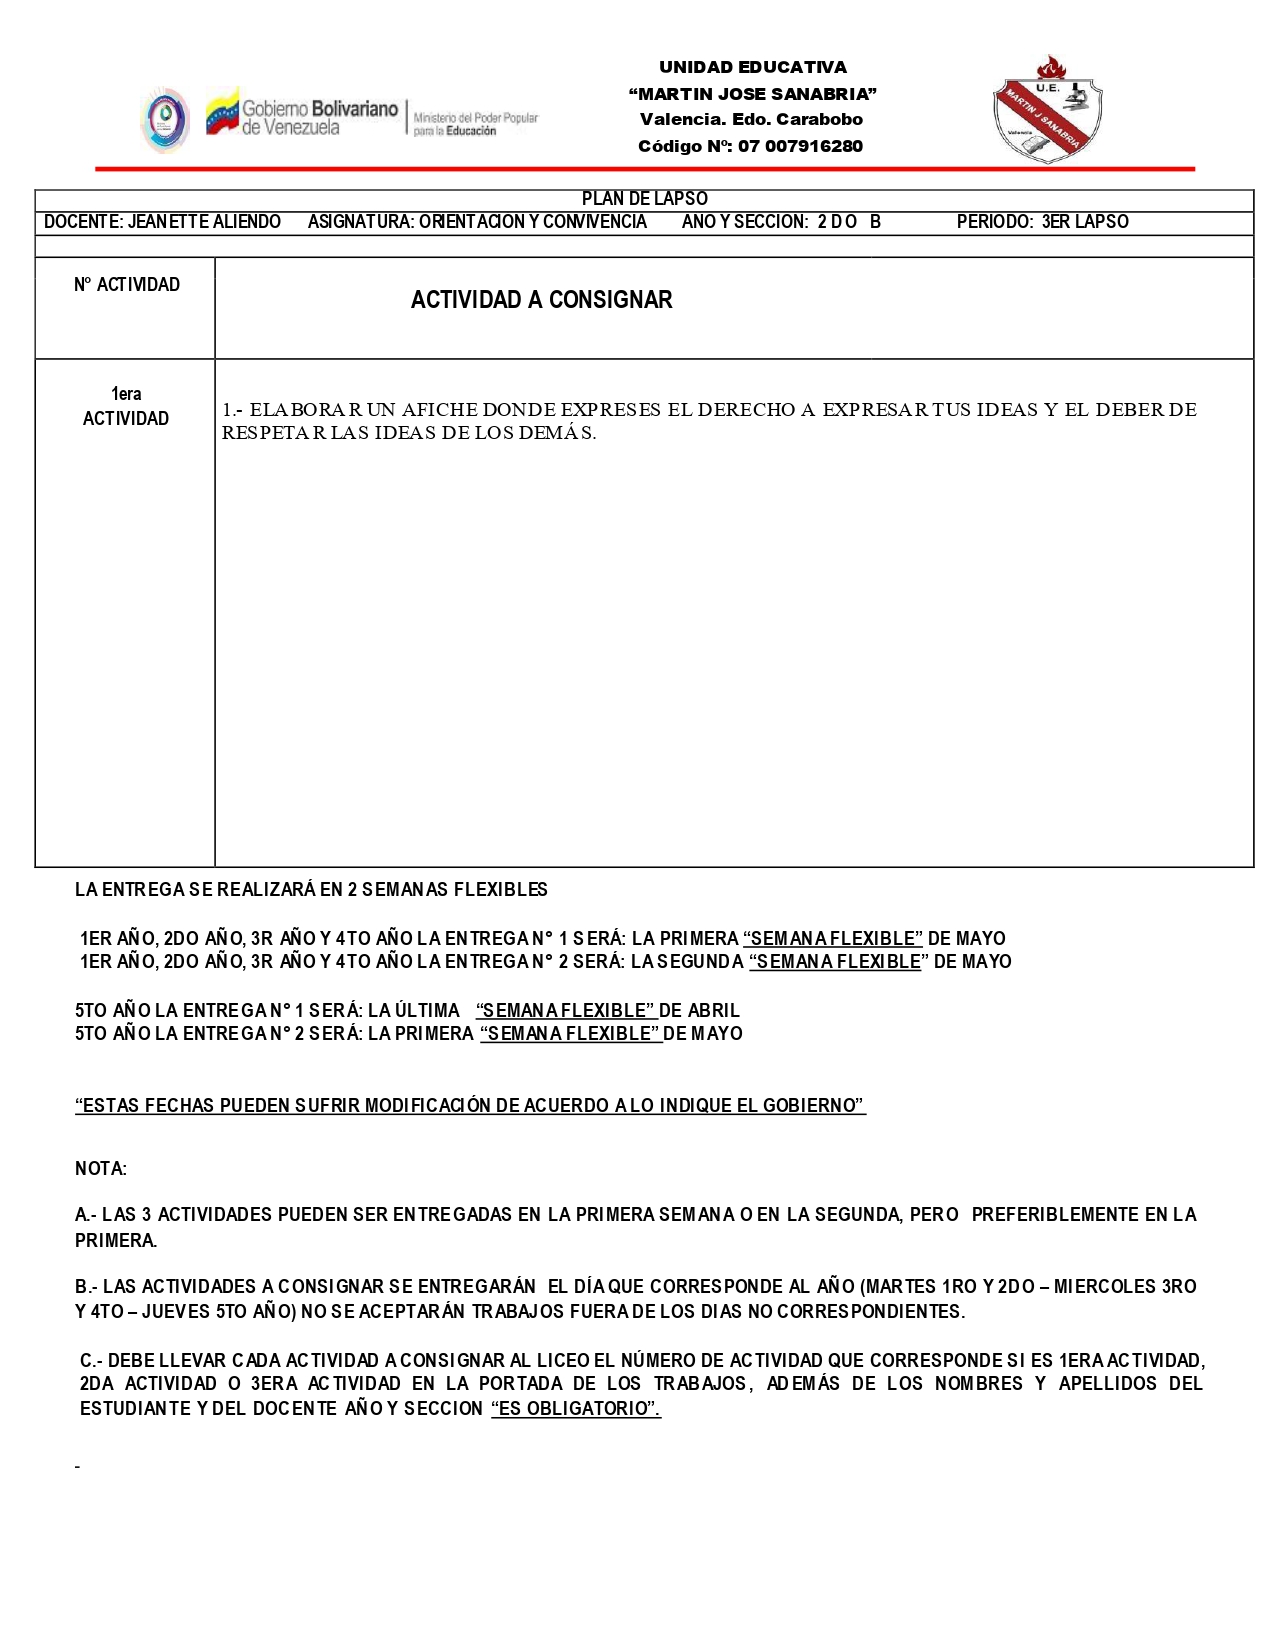 UNIDAD EDUCATIVA
“MARTIN JOSE SANABRIA”
Valencia. Edo. Carabobo
Código Nº: 07 007916280
Gobierno Bolivariano
de Venezuela
Ministerio del Poder Popular
para la Educación
U.E.
MARTIN J SANABRIA
Valencia
PLAN DE LAPSO
DOCENTE: JEANETTE ALIENDO ASIGNATURA: ORIENTACION Y CONVIVENCIA ANO Y SECCION: 2 D O B PERIODO: 3ER LAPSO
Nº ACTIVIDAD
ACTIVIDAD A CONSIGNAR
1era
ACTIVIDAD
1.- ELABORAR UN AFICHE DONDE EXPRESES EL DERECHO A EXPRESAR TUS IDEAS Y EL DEBER DE
RESPETAR LAS IDEAS DE LOS DEMÁS.
LA ENTREGA SE REALIZARÁ EN 2 SEMANAS FLEXIBLES
1ER AÑO, 2DO AÑO, 3R AÑO Y 4TO AÑO LA ENTREGA N° 1 SERÁ: LA PRIMERA “SEMANA FLEXIBLE” DE MAYO
1ER AÑO, 2DO AÑO, 3R AÑO Y 4TO AÑO LA ENTREGA N° 2 SERÁ: LA SEGUNDA “SEMANA FLEXIBLE” DE MAYO
5TO AÑO LA ENTREGA N° 1 SERÁ: LA ÚLTIMA “SEMANA FLEXIBLE” DE ABRIL
5TO AÑO LA ENTREGA N° 2 SERÁ: LA PRIMERA “SEMANA FLEXIBLE” DE MAYO
“ESTAS FECHAS PUEDEN SUFRIR MODIFICACIÓN DE ACUERDO A LO INDIQUE EL GOBIERNO”
NOTA:
A.- LAS 3 ACTIVIDADES PUEDEN SER ENTREGADAS EN LA PRIMERA SEMANA O EN LA SEGUNDA, PERO PREFERIBLEMENTE EN LA
PRIMERA.
B.- LAS ACTIVIDADES A CONSIGNAR SE ENTREGARÁN EL DÍA QUE CORRESPONDE AL AÑO (MARTES 1RO Y 2DO – MIERCOLES 3RO
Y 4TO – JUEVES 5TO AÑO) NO SE ACEPTARÁN TRABAJOS FUERA DE LOS DIAS NO CORRESPONDIENTES.
C.- DEBE LLEVAR CADA ACTIVIDAD A CONSIGNAR AL LICEO EL NÚMERO DE ACTIVIDAD QUE CORRESPONDE SI ES 1ERA ACTIVIDAD,
2DA ACTIVIDAD O 3ERA ACTIVIDAD EN LA PORTADA DE LOS TRABAJOS, ADEMÁS DE LOS NOMBRES Y APELLIDOS DEL
ESTUDIANTE Y DEL DOCENTE AÑO Y SECCION “ES OBLIGATORIO”.
-